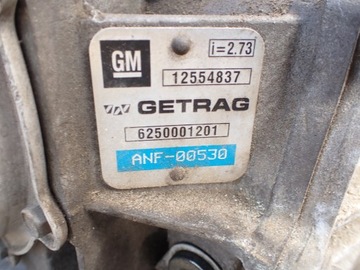 GM
i=2.73
12554837
GETRAG
6250001201
ANF-00530